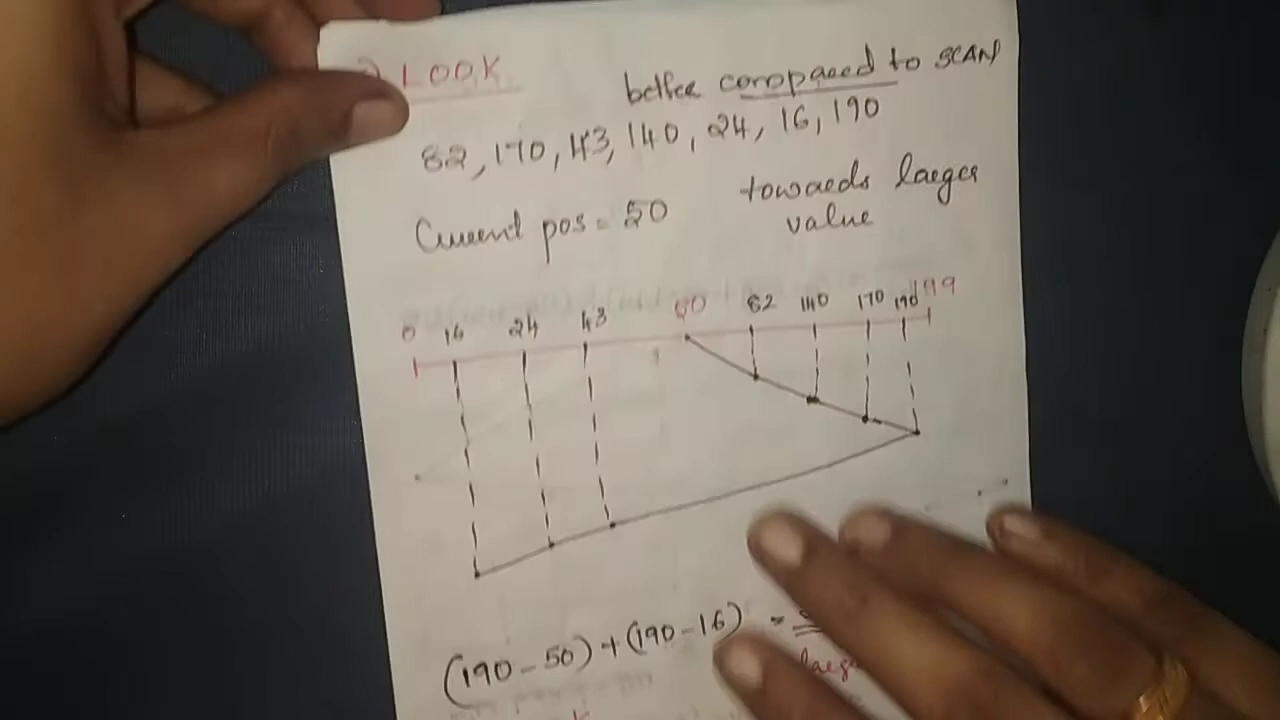 LOOK
better compared to SCAN
82, 170, 43, 140, 24, 16, 190
Current pos = 50
towards larger
value
0 16 24 43 50 82 140 170 190 199
(190-50)+(190-16) =